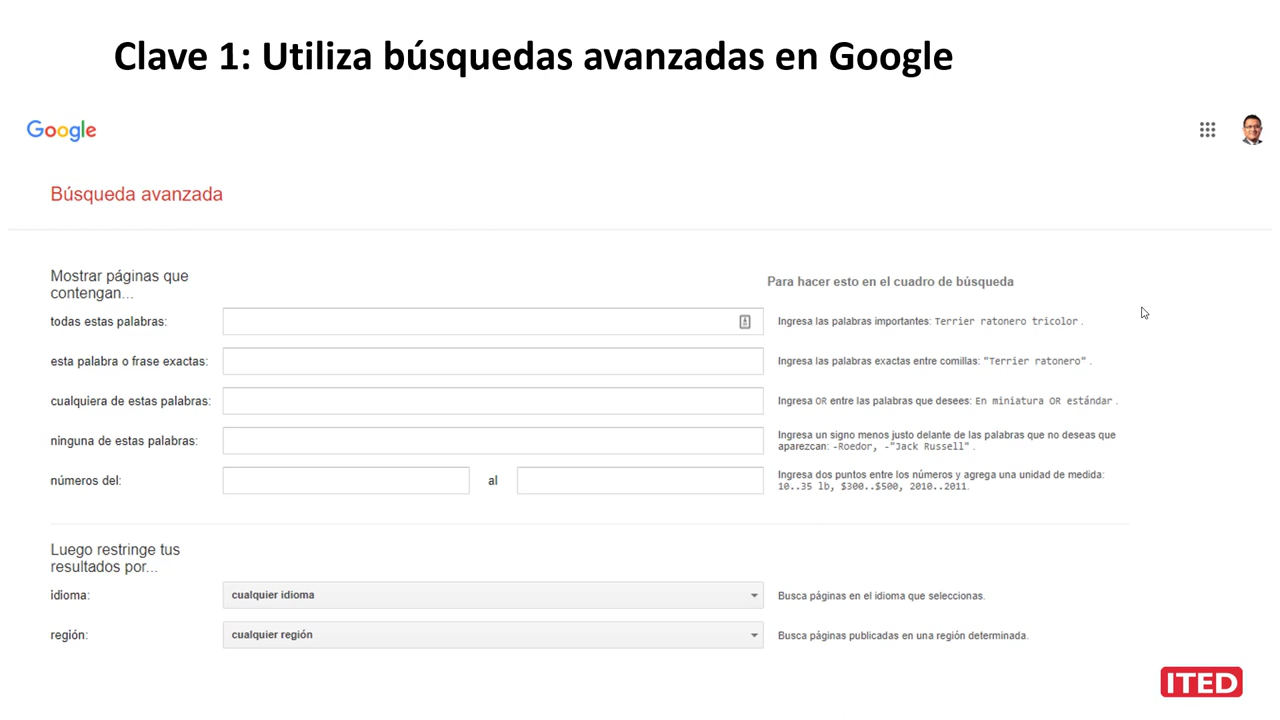 Clave 1: Utiliza búsquedas avanzadas en Google
Google
Búsqueda avanzada
Mostrar páginas que
contengan...
Para hacer esto en el cuadro de búsqueda
todas estas palabras:
Ingresa las palabras importantes: Terrier ratonero tricolor .
esta palabra o frase exactas:
Ingresa las palabras exactas entre comillas: "Terrier ratonero" .
cualquiera de estas palabras:
Ingresa OR entre las palabras que desees: En miniatura OR estándar .
ninguna de estas palabras:
Ingresa un signo menos justo delante de las palabras que no deseas que
aparezcan: -Roedor, -"Jack Russell" .
números del:
al
Ingresa dos puntos entre los números y agrega una unidad de medida:
10..35 lb, $300..$500, 2010..2011.
Luego restringe tus
resultados por...
idioma:
cualquier idioma
Busca páginas en el idioma que seleccionas.
región:
cualquier región
Busca páginas publicadas en una región determinada.
ITED